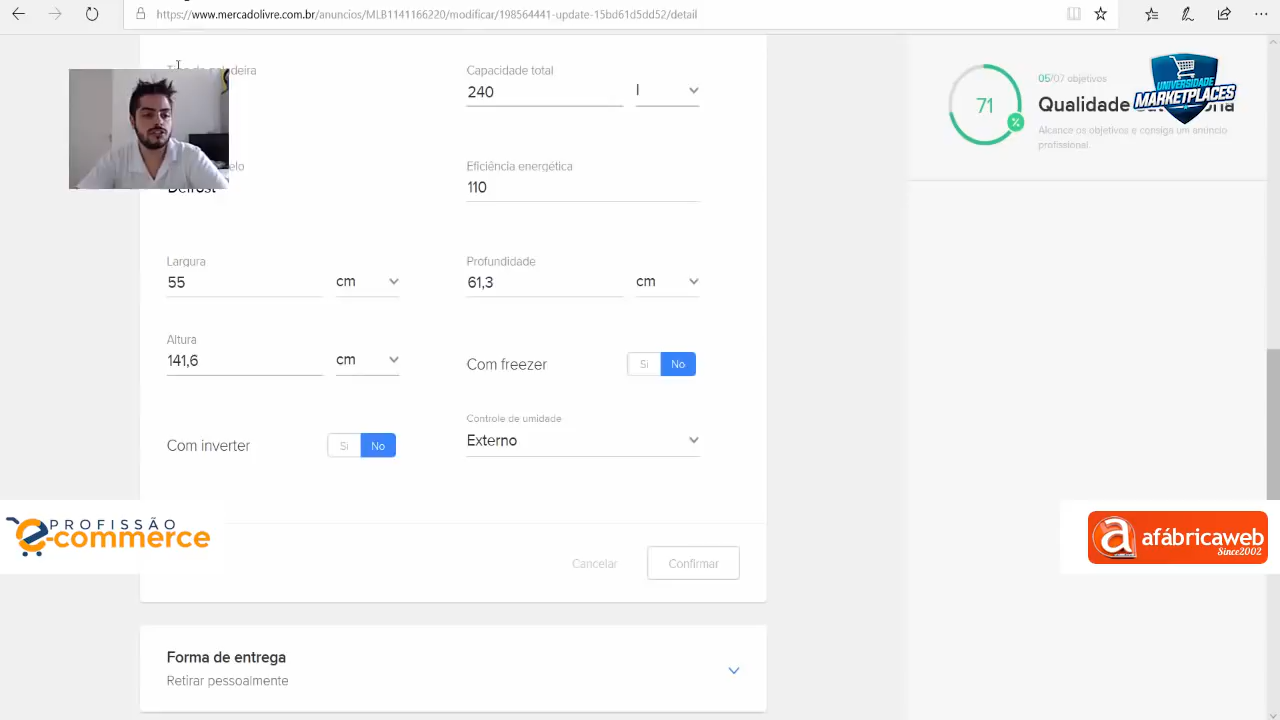 https://www.mercadolivre.com.br/anuncios/MLB1141166220/modificar/198564441-update-15bd61d5dd52/detail
Capacidade total
240
l
Eficiência energética
Defrost
110
Largura
Profundidade
55
cm
61,3
cm
Altura
141,6
cm
Com freezer
Si
No
Com inverter
Si
No
Controle de umidade
Externo
Cancelar
Confirmar
Forma de entrega
Retirar pessoalmente
71
05/07 objetivos
Qualidade
Alcance os objetivos e consiga um anúncio
profissional.
UNIVERSIDADE
MARKETPLACES
PROFISSÃO
e-commerce
a afábricaweb
Since2002